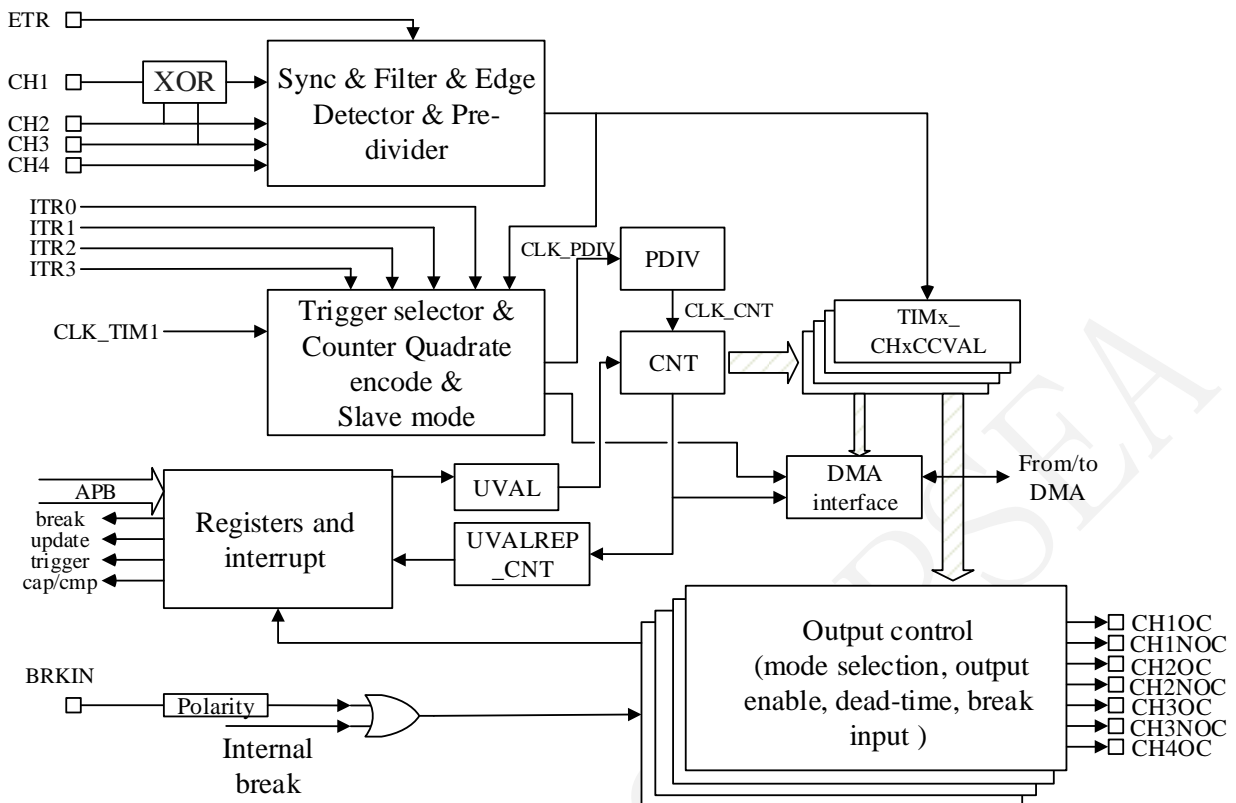 ETR
CH1
XOR
CH2
CH3
CH4
Sync & Filter & Edge
Detector & Pre-
divider
ITR0
ITR1
ITR2
ITR3
CLK_PDIV
PDIV
CLK_CNT
CLK_TIM1
Trigger selector &
Counter Quadrate
encode &
Slave mode
CNT
TIMx_
CHxCCVAL
APB
break
update
trigger
cap/cmp
Registers and
interrupt
UVAL
UVALREP
_CNT
DMA
interface
From/to
DMA
BRKIN
Polarity
Internal
break
Output control
(mode selection, output
enable, dead-time, break
input )
CH1OC
CH1NOC
CH2OC
CH2NOC
CH3OC
CH3NOC
CH4OC